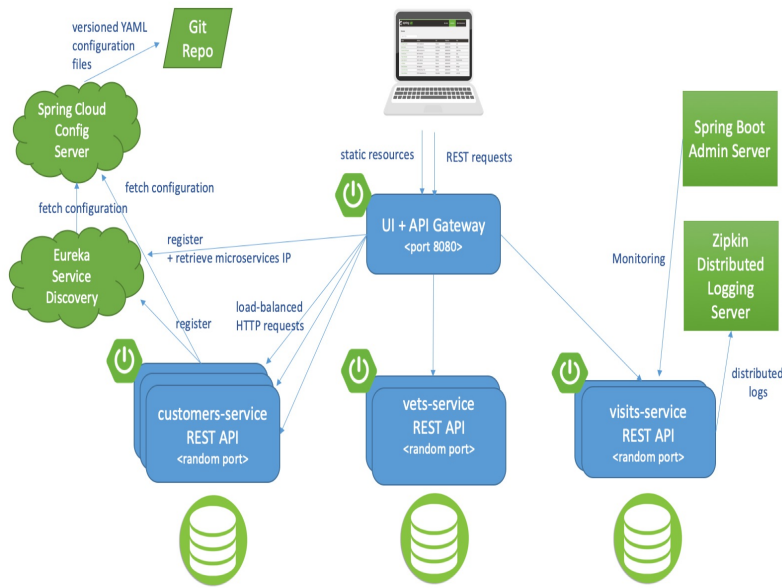 versioned YAML
configuration
files
Git
Repo
Spring Cloud
Config
Server
static resources
REST requests
Spring Boot
Admin Server
fetch configuration
fetch configuration
UI + API Gateway
<port 8080>
register
+ retrieve microservices IP
Eureka
Service
Discovery
Monitoring
Zipkin
Distributed
Logging
Server
load-balanced
HTTP requests
register
distributed
logs
customers-service
REST API
<random port>
vets-service
REST API
<random port>
visits-service
REST API
<random port>